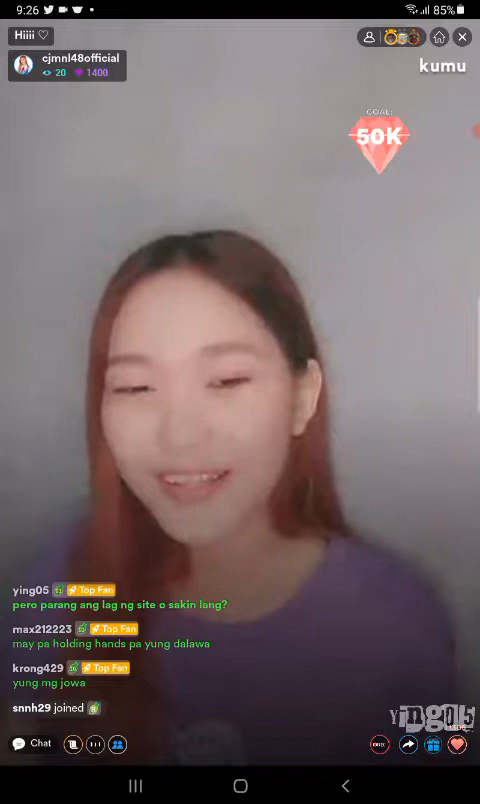 9:26
85%
Hiiii ♡
cjmnl48official
20 1400
kumu
GOAL:
50K
ying05 Top Fan
pero parang ang lag ng site o sakin lang?
max212223 Top Fan
may pa holding hands pa yung dalawa
krong429 Top Fan
yung mg jowa
snnh29 joined
Yingo15
Chat